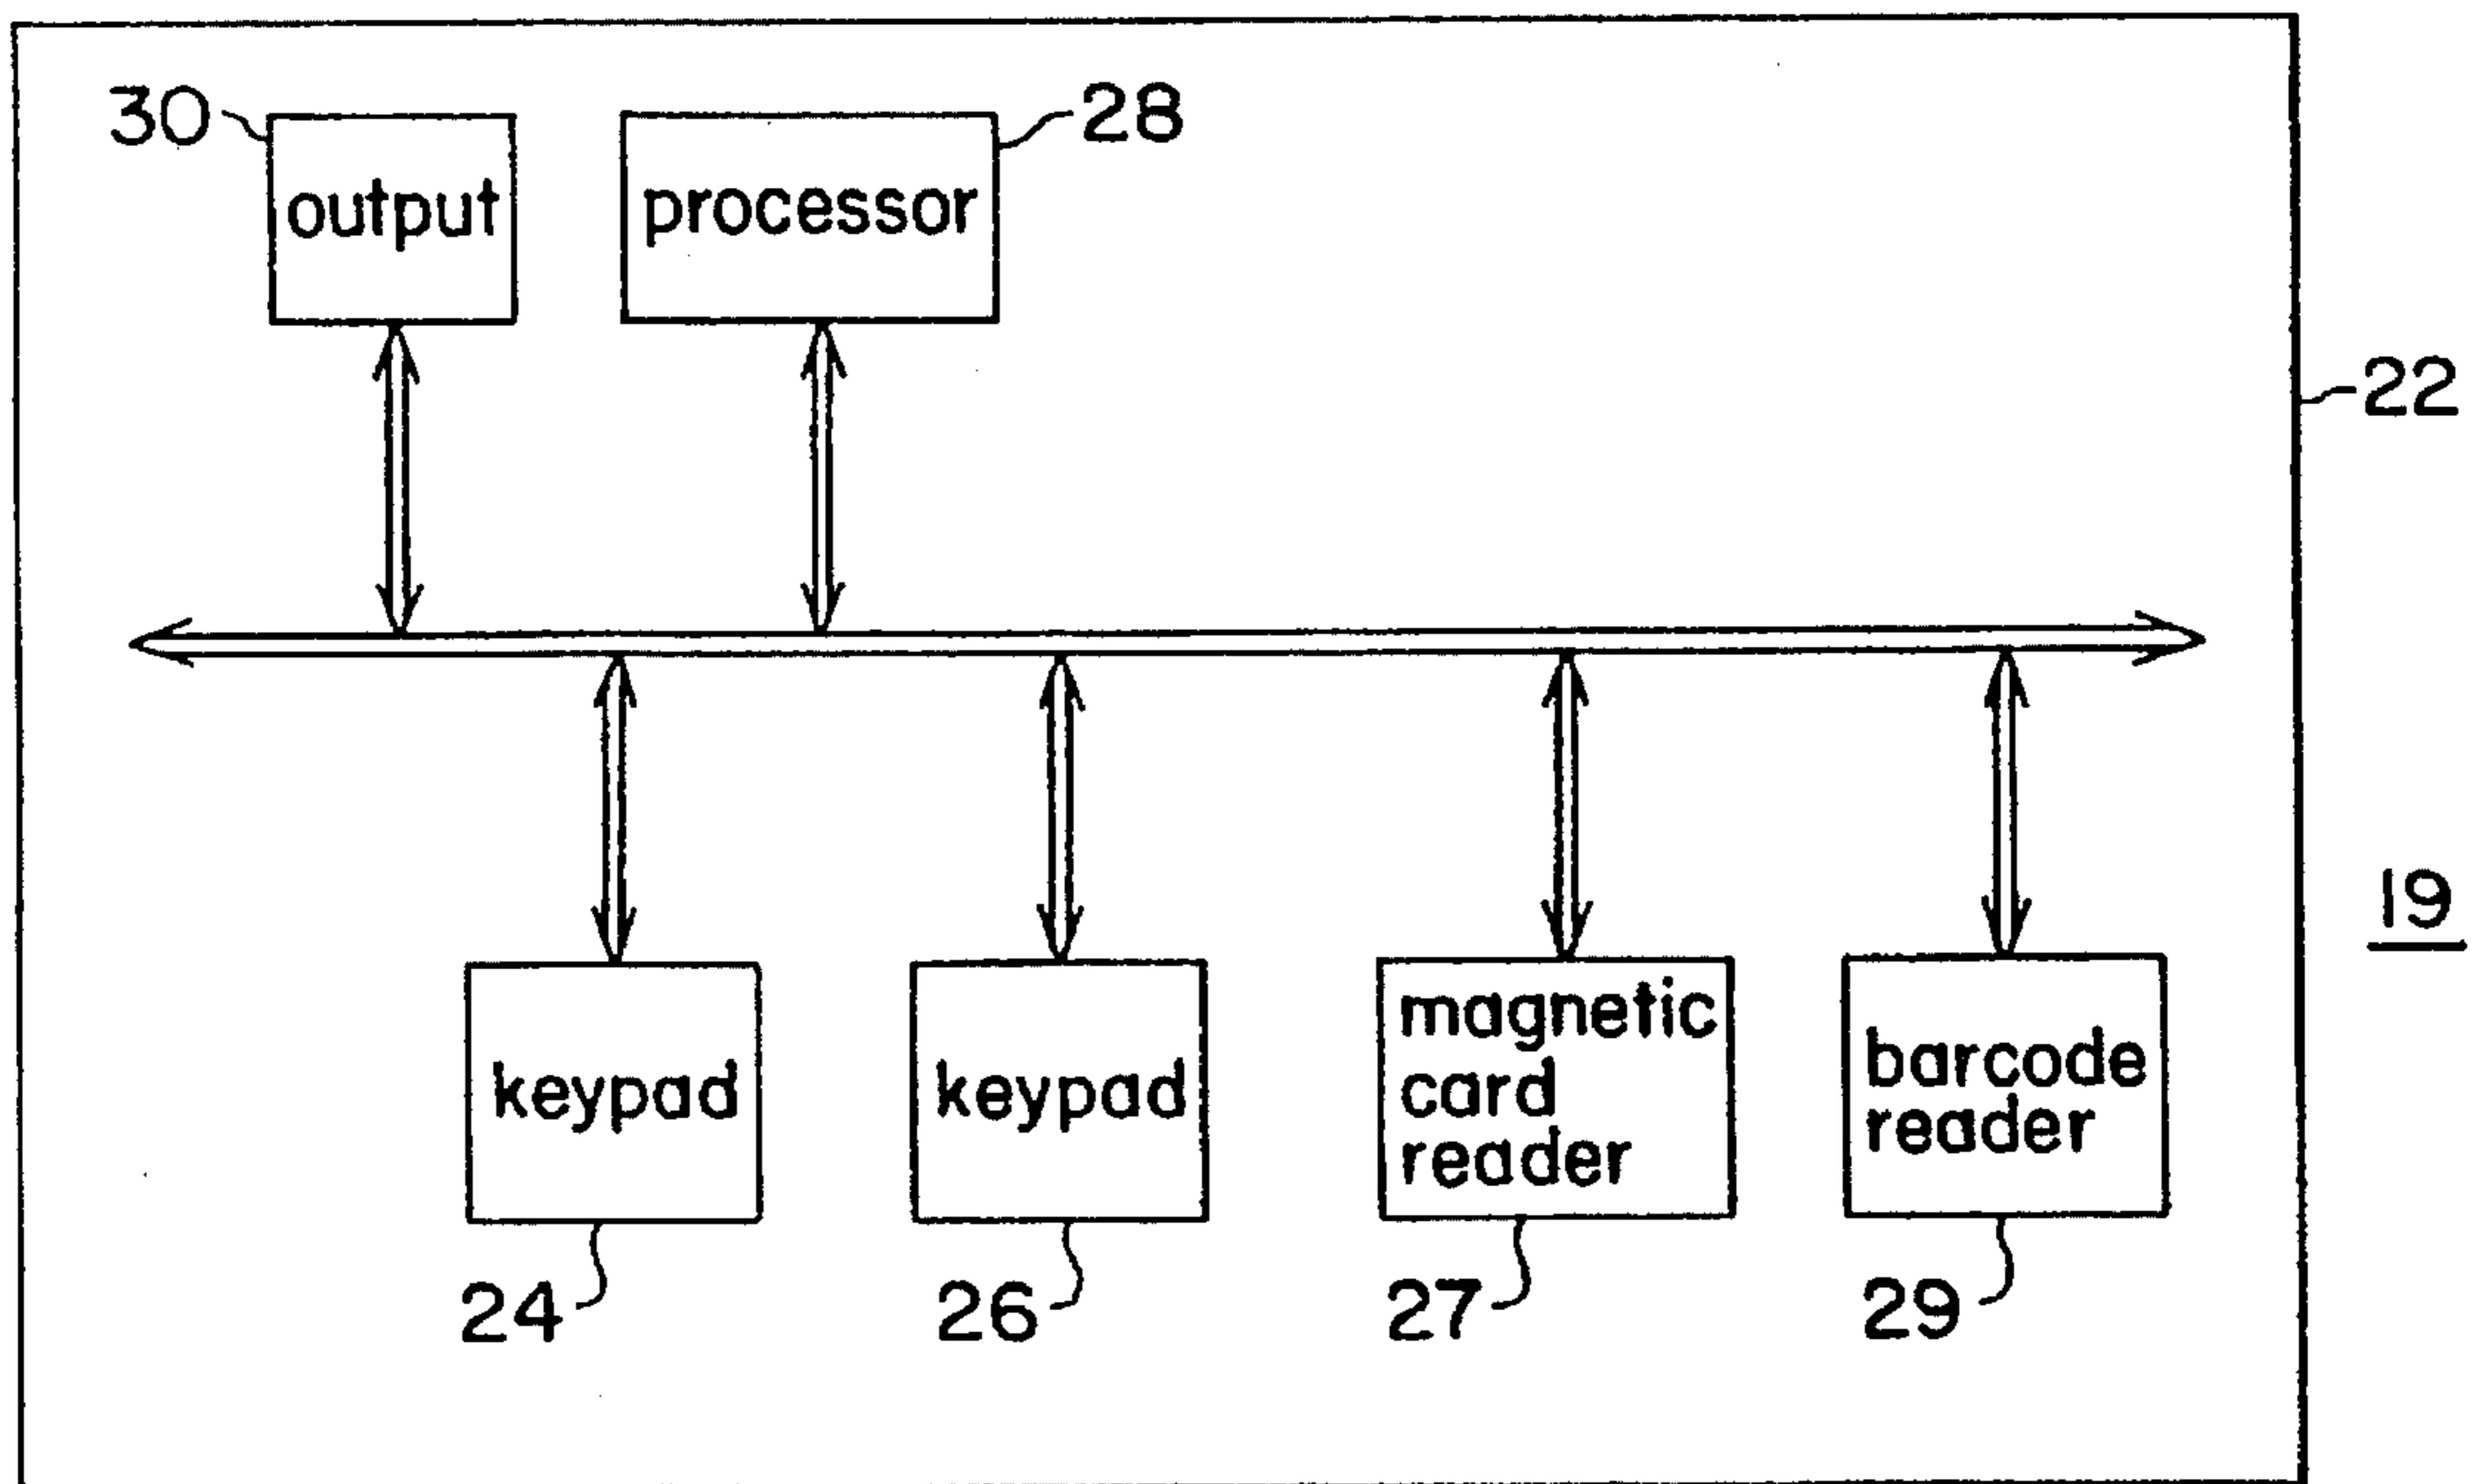 30
output
processor
28
22
19
keypad
keypad
magnetic
card
reader
barcode
reader
24
26
27
29